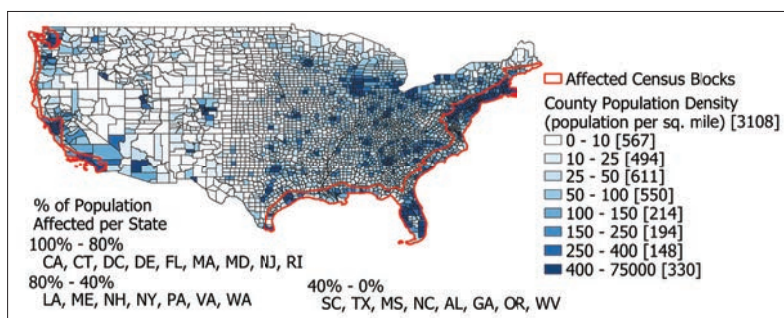 Affected Census Blocks
County Population Density
(population per sq. mile) [3108]
0 - 10 [567]
10 - 25 [494]
25 - 50 [611]
50 - 100 [550]
100 - 150 [214]
150 - 250 [194]
250 - 400 [148]
400 - 75000 [330]
% of Population
Affected per State
100% - 80%
CA, CT, DC, DE, FL, MA, MD, NJ, RI
80% - 40%
LA, ME, NH, NY, PA, VA, WA
40% - 0%
SC, TX, MS, NC, AL, GA, OR, WV